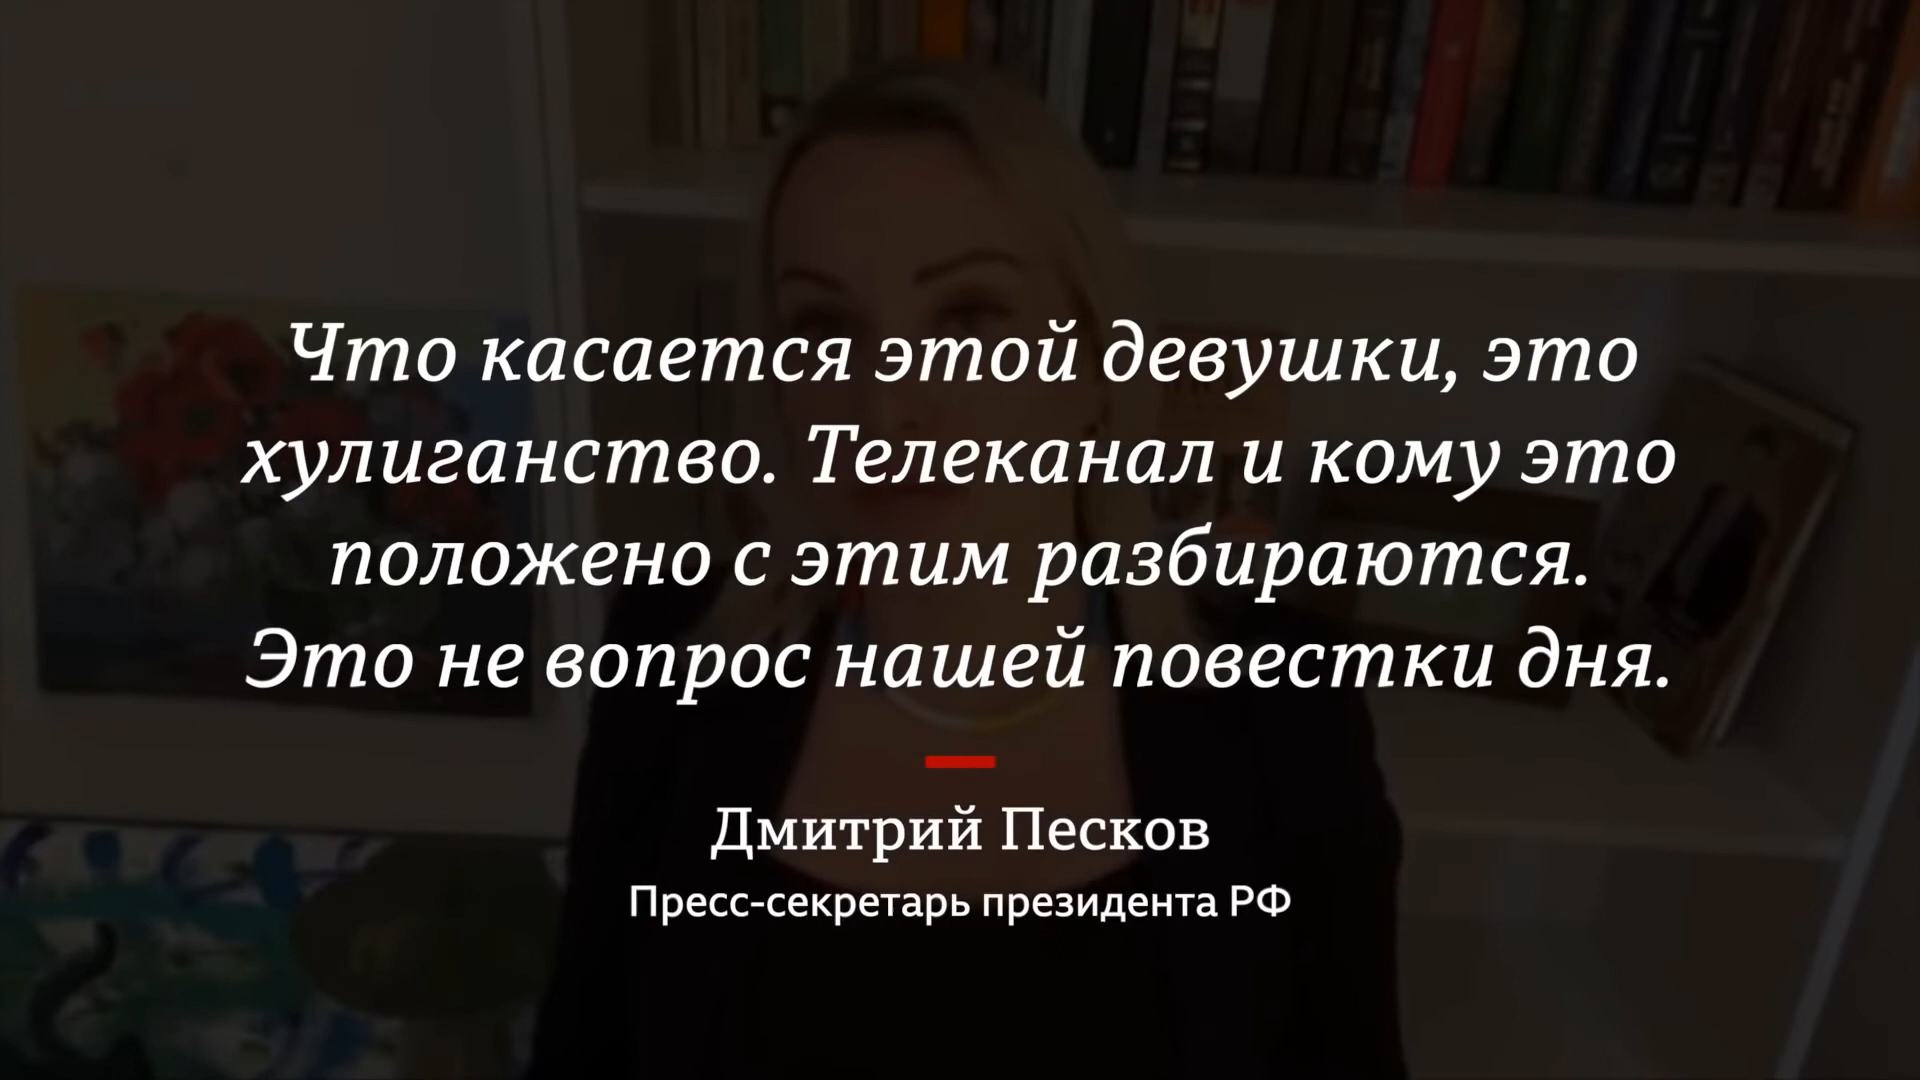 Что касается этой девушки, это
хулиганство. Телеканал и кому это
положено с этим разбираются.
Это не вопрос нашей повестки дня.
Дмитрий Песков
Пресс-секретарь президента РФ